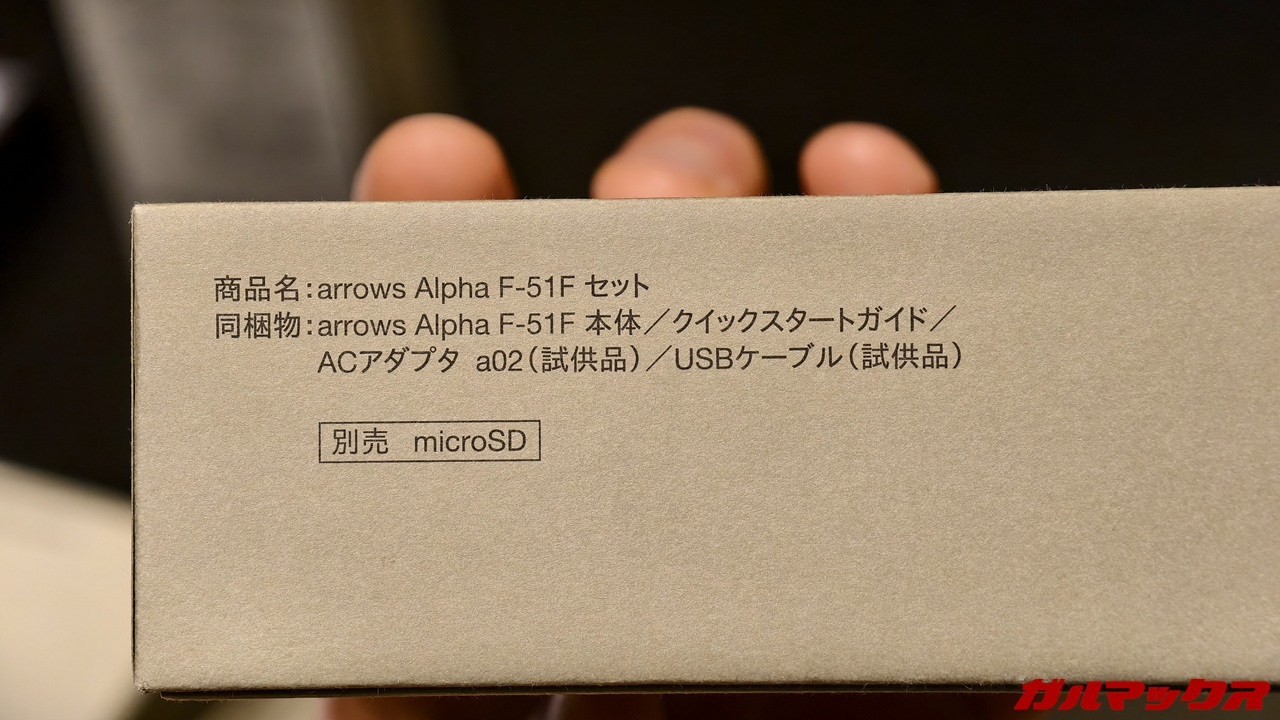 商品名:arrows Alpha F-51F セット
同梱物:arrows Alpha F-51F 本体／クイックスタートガイド／
ACアダプタ a02(試供品)／USBケーブル(試供品)
別売 microSD
ガルマックス